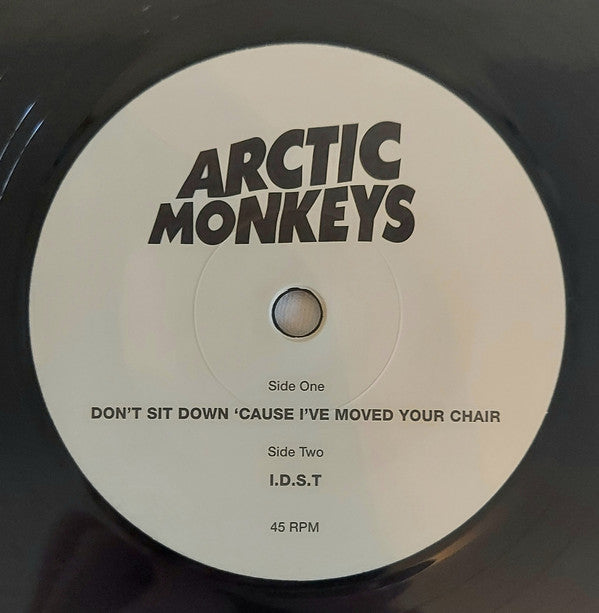 ARCTIC
MONKEYS
Side One
DON'T SIT DOWN ‘CAUSE I'VE MOVED YOUR CHAIR
Side Two
I.D.S.T
45 RPM